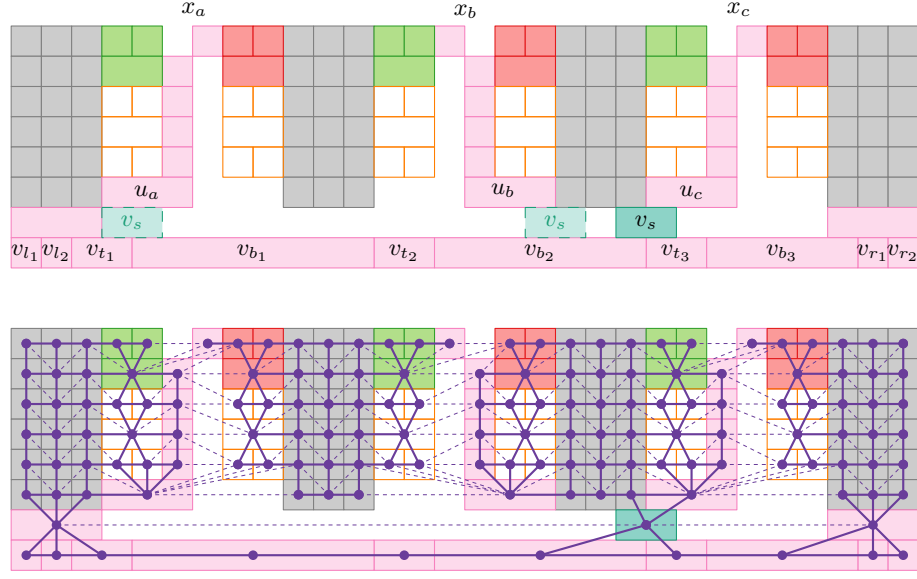 x_a x_b x_c
u_a u_b u_c
v_s v_s v_s
v_{l_1} v_{l_2} v_{t_1} v_{b_1} v_{t_2} v_{b_2} v_{t_3} v_{b_3} v_{r_1} v_{r_2}